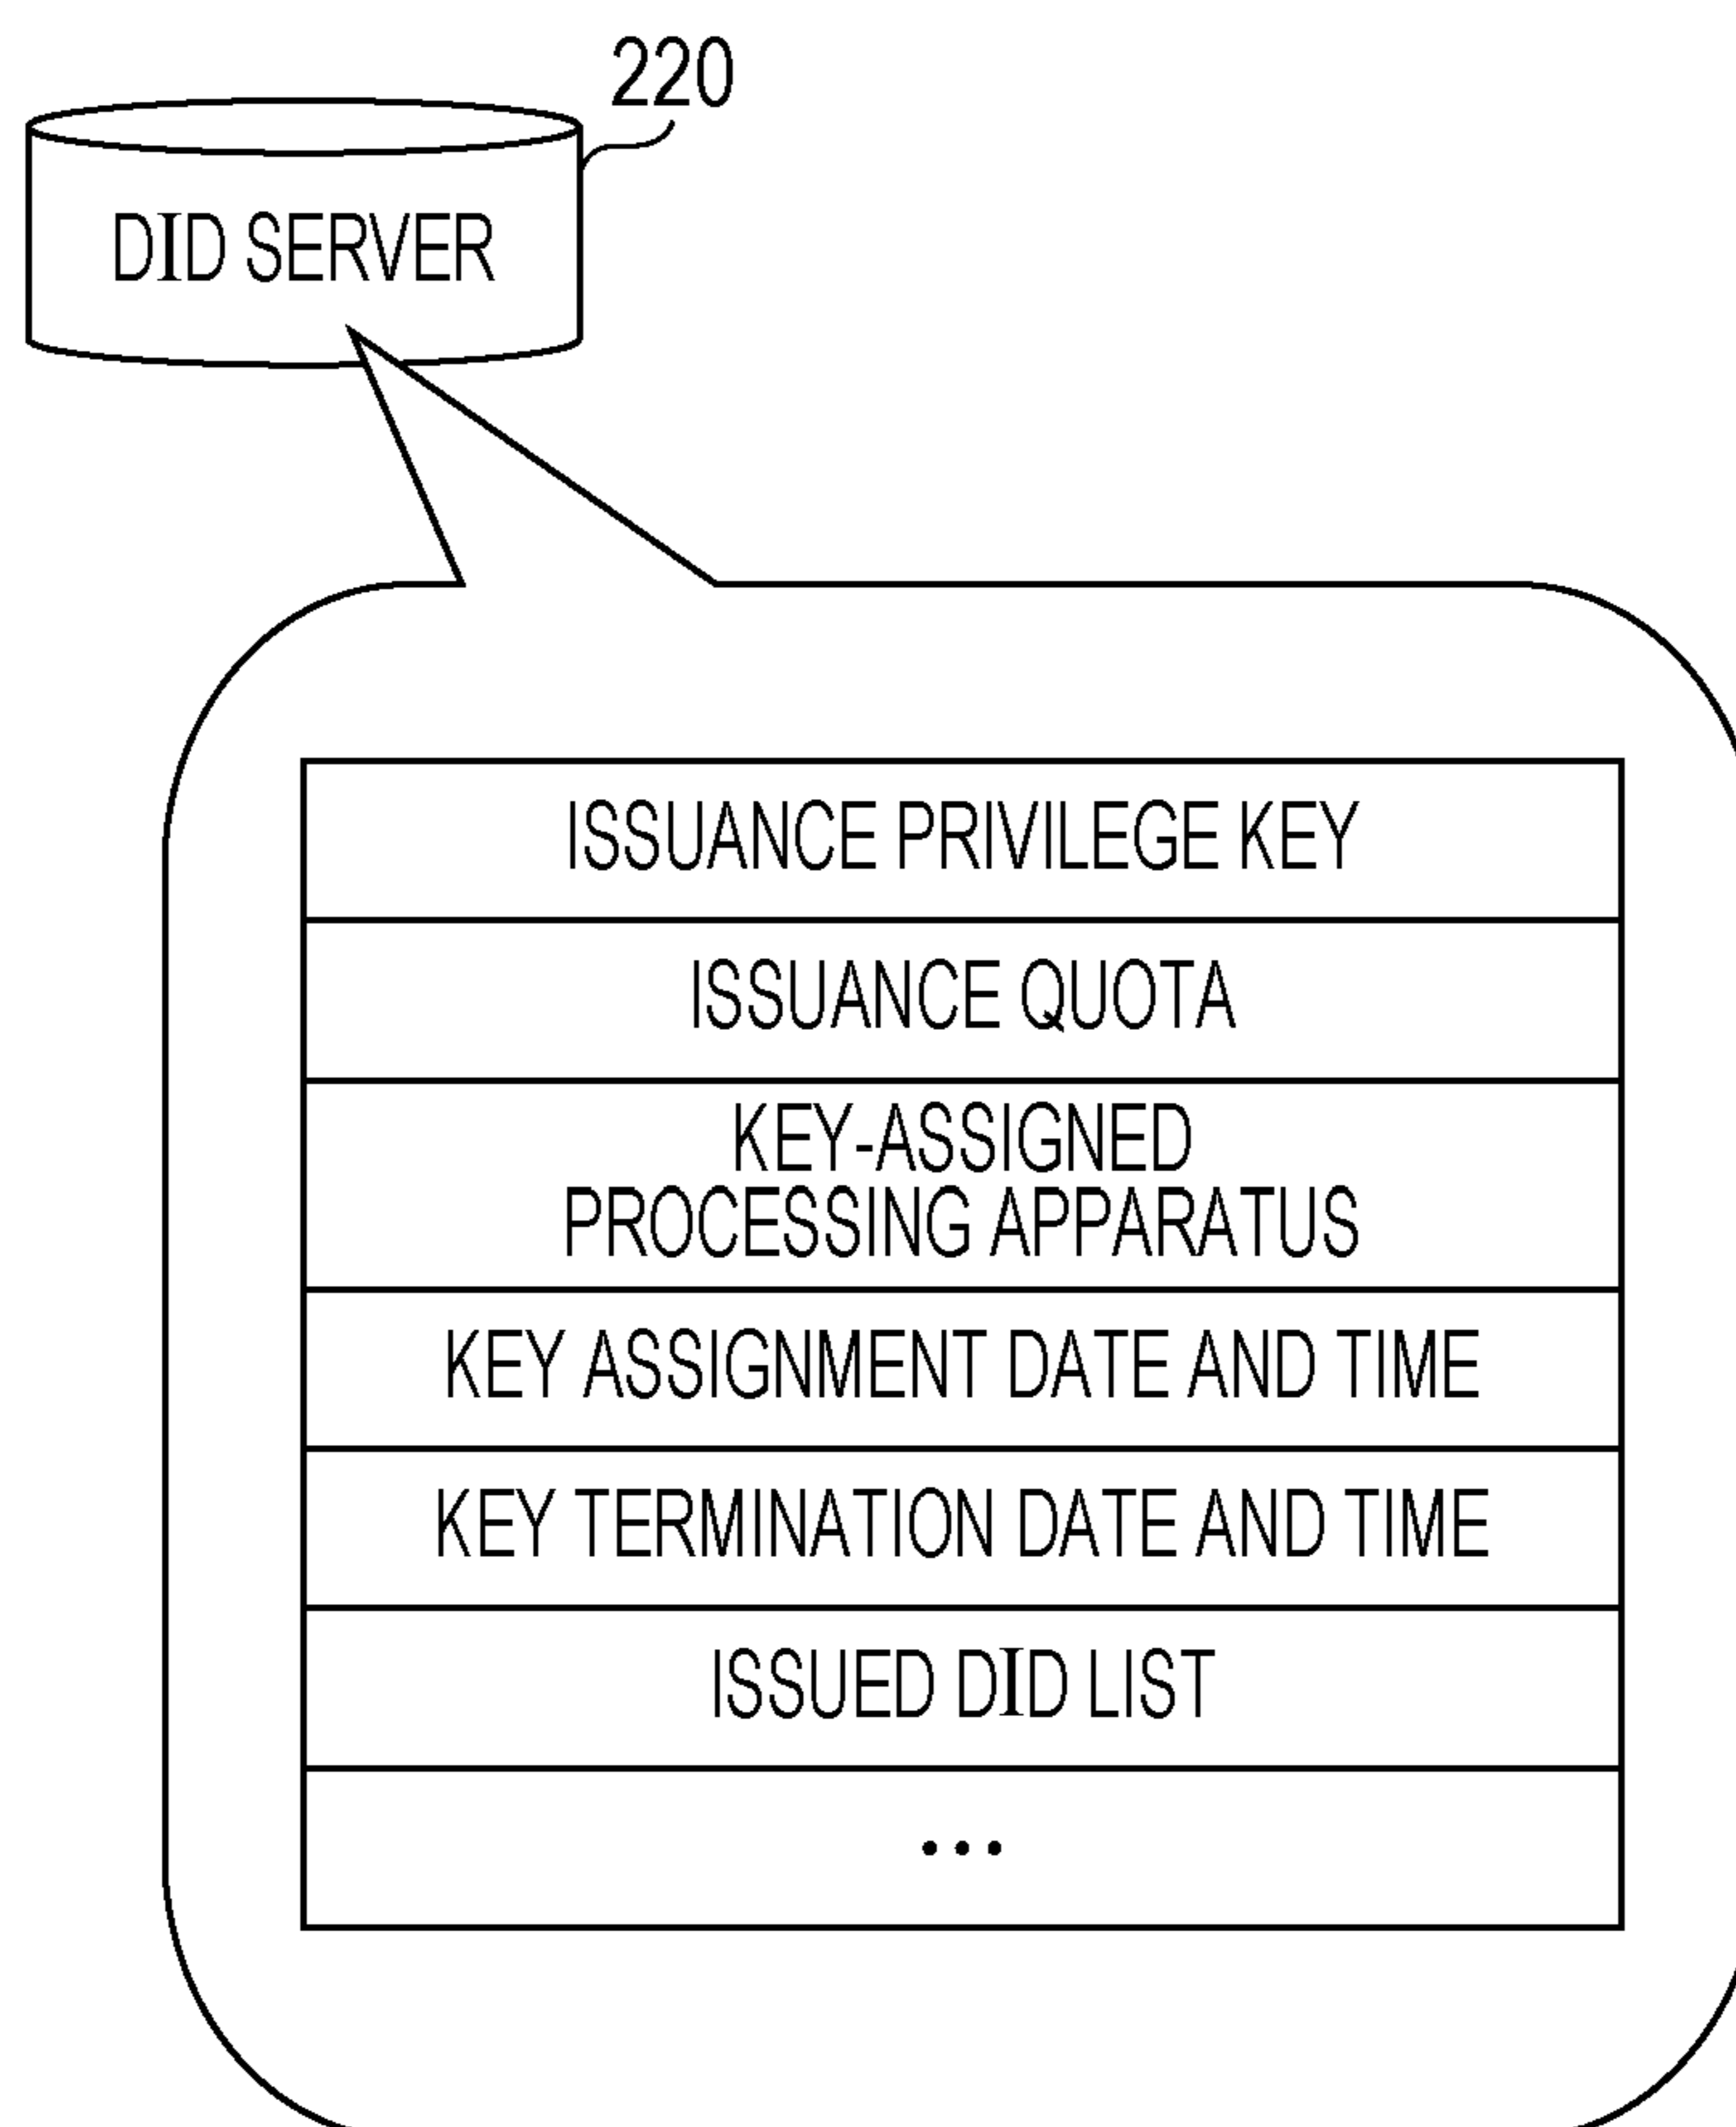 220
DID SERVER
ISSUANCE PRIVILEGE KEY
ISSUANCE QUOTA
KEY-ASSIGNED
PROCESSING APPARATUS
KEY ASSIGNMENT DATE AND TIME
KEY TERMINATION DATE AND TIME
ISSUED DID LIST
•••